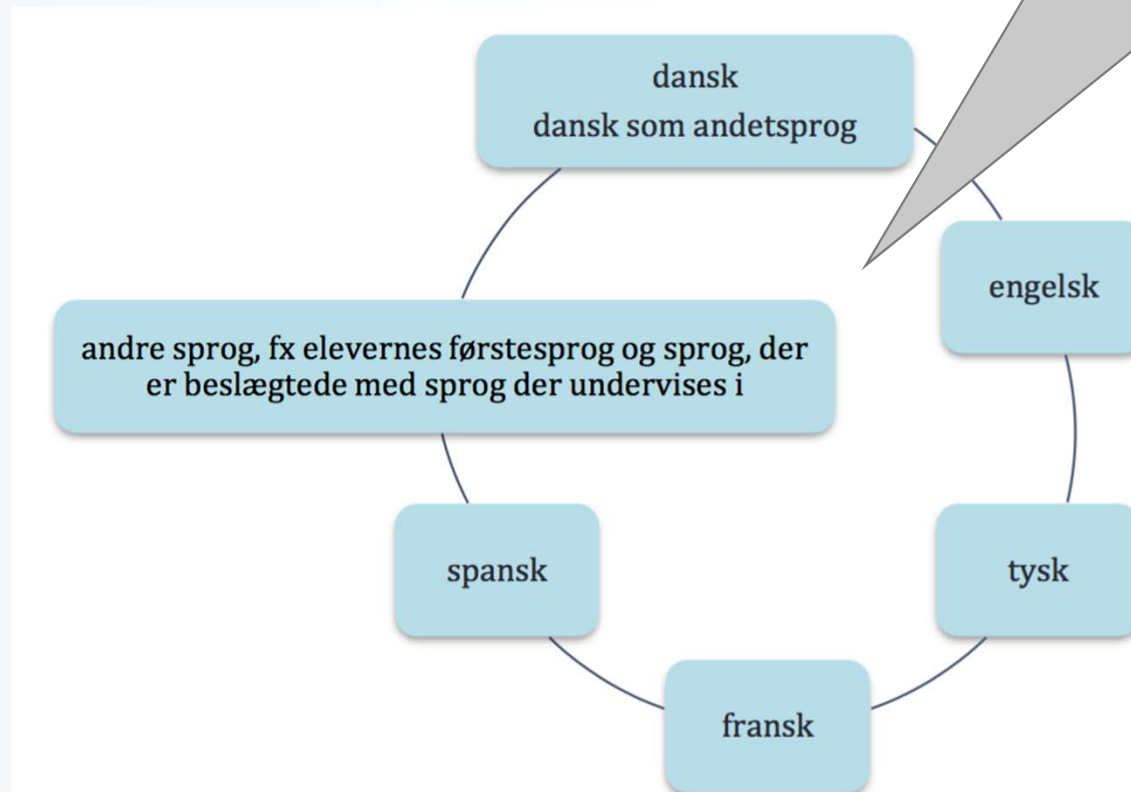 dansk
dansk som andetsprog
engelsk
andre sprog, fx elevernes førstesprog og sprog, der
er beslægtede med sprog der undervises i
spansk
tysk
fransk